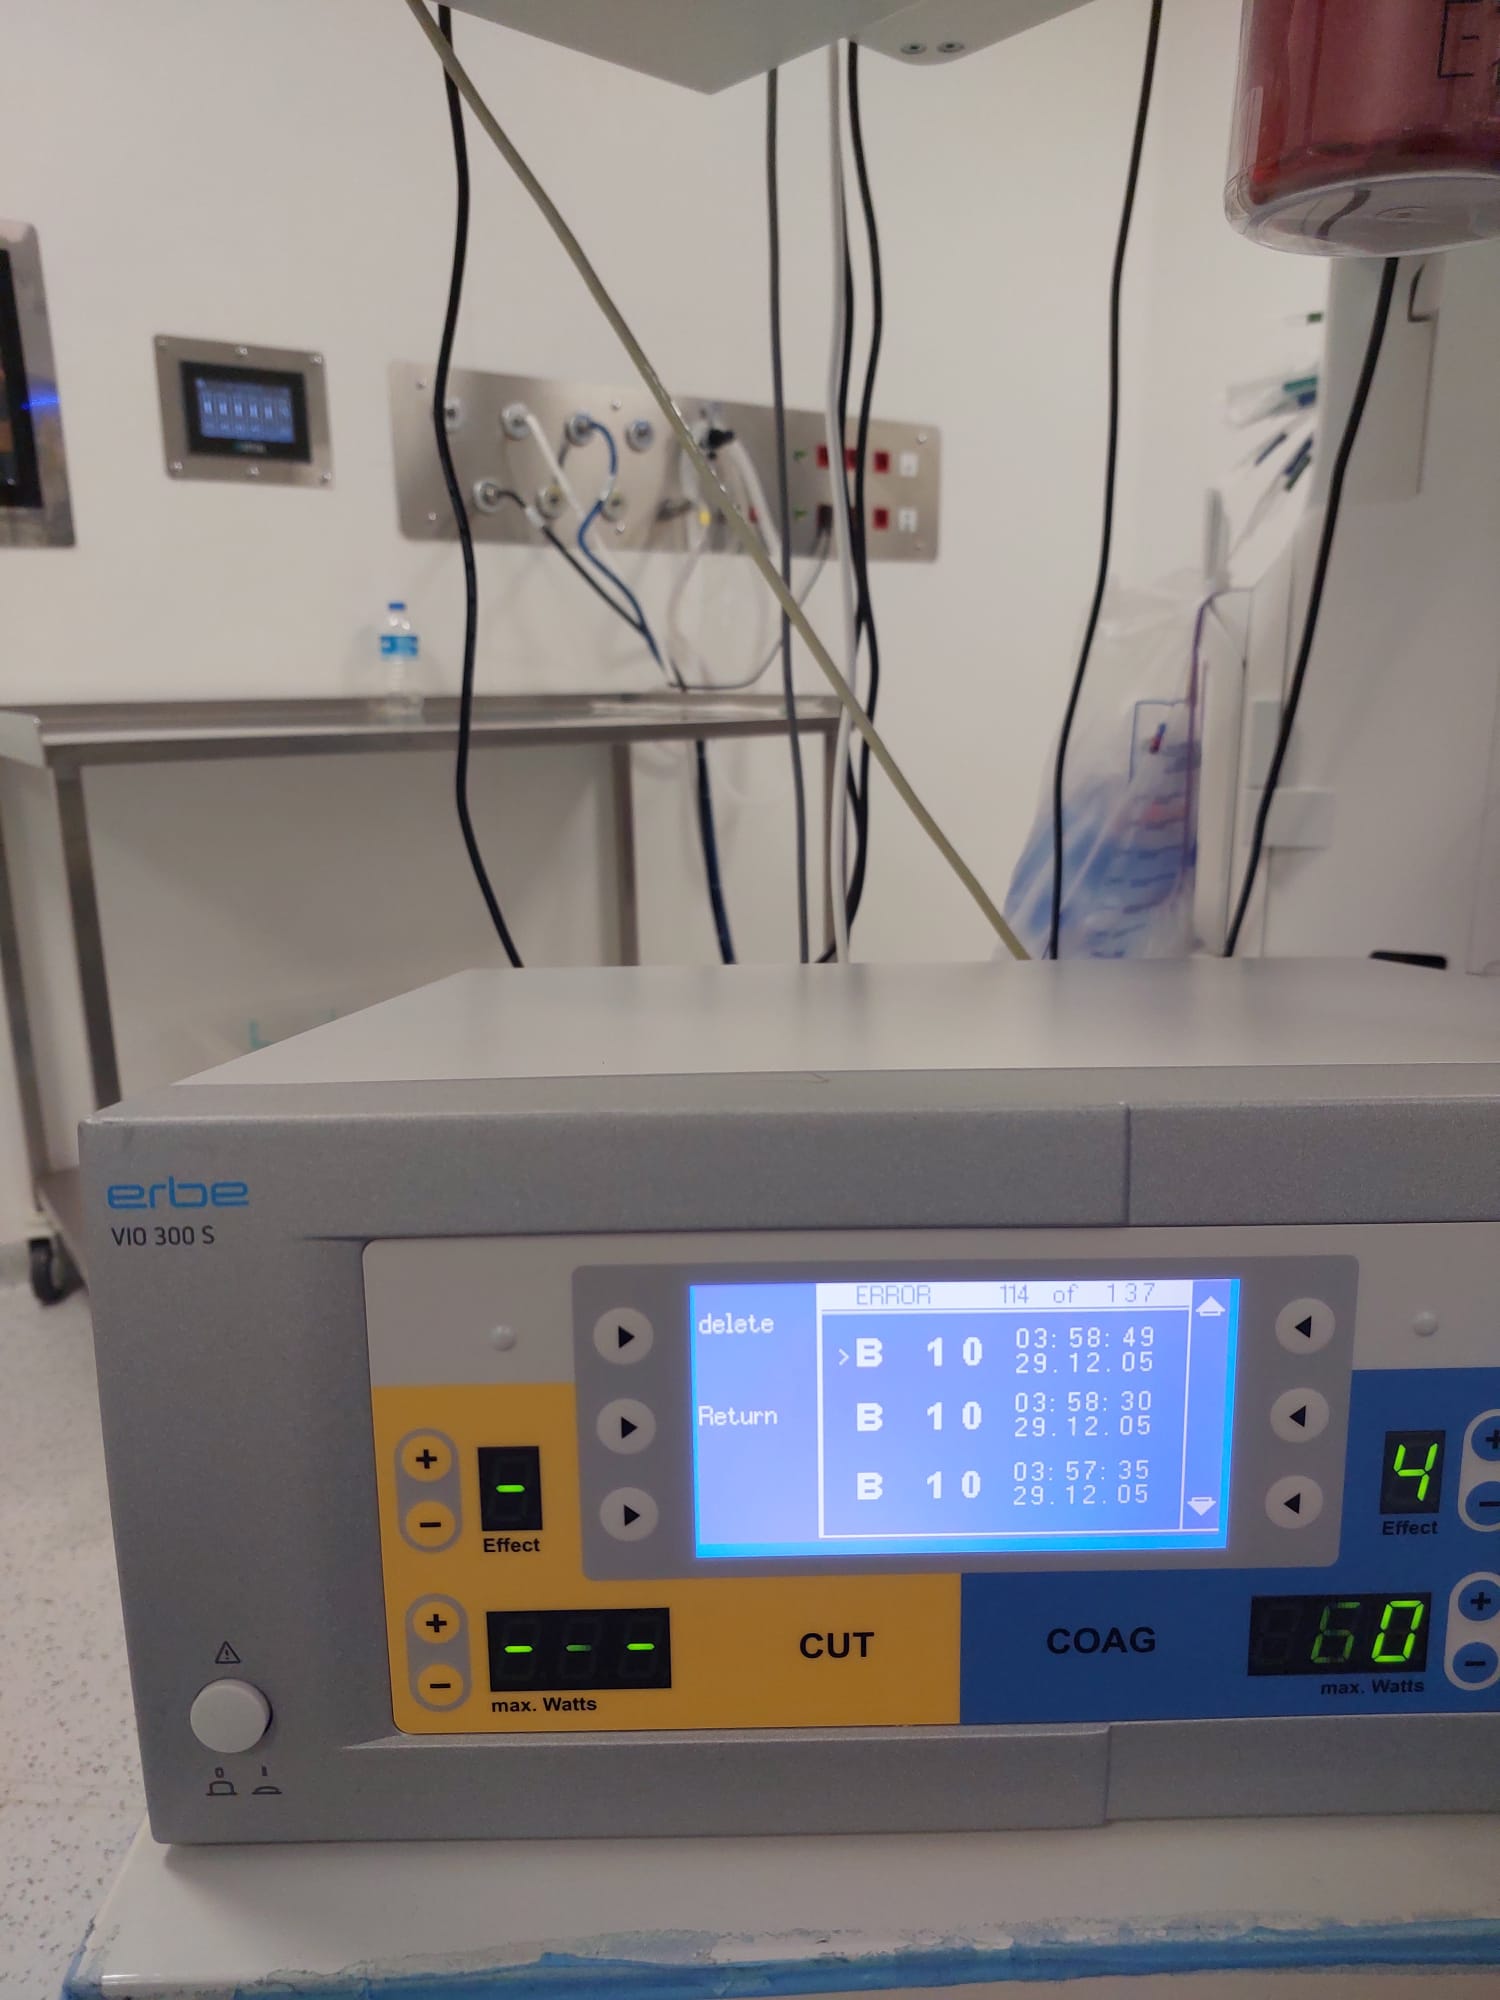 erbe
VIO 300 S
ERROR 114 of 137
delete
>B 10 03:58:49
29.12.05
Return
B 10 03:58:30
29.12.05
B 10 03:57:35
29.12.05
+
-
Effect
4
+
-
Effect
+
- - -
-
max. Watts
CUT
COAG
60
+
-
max. Watts
0 I